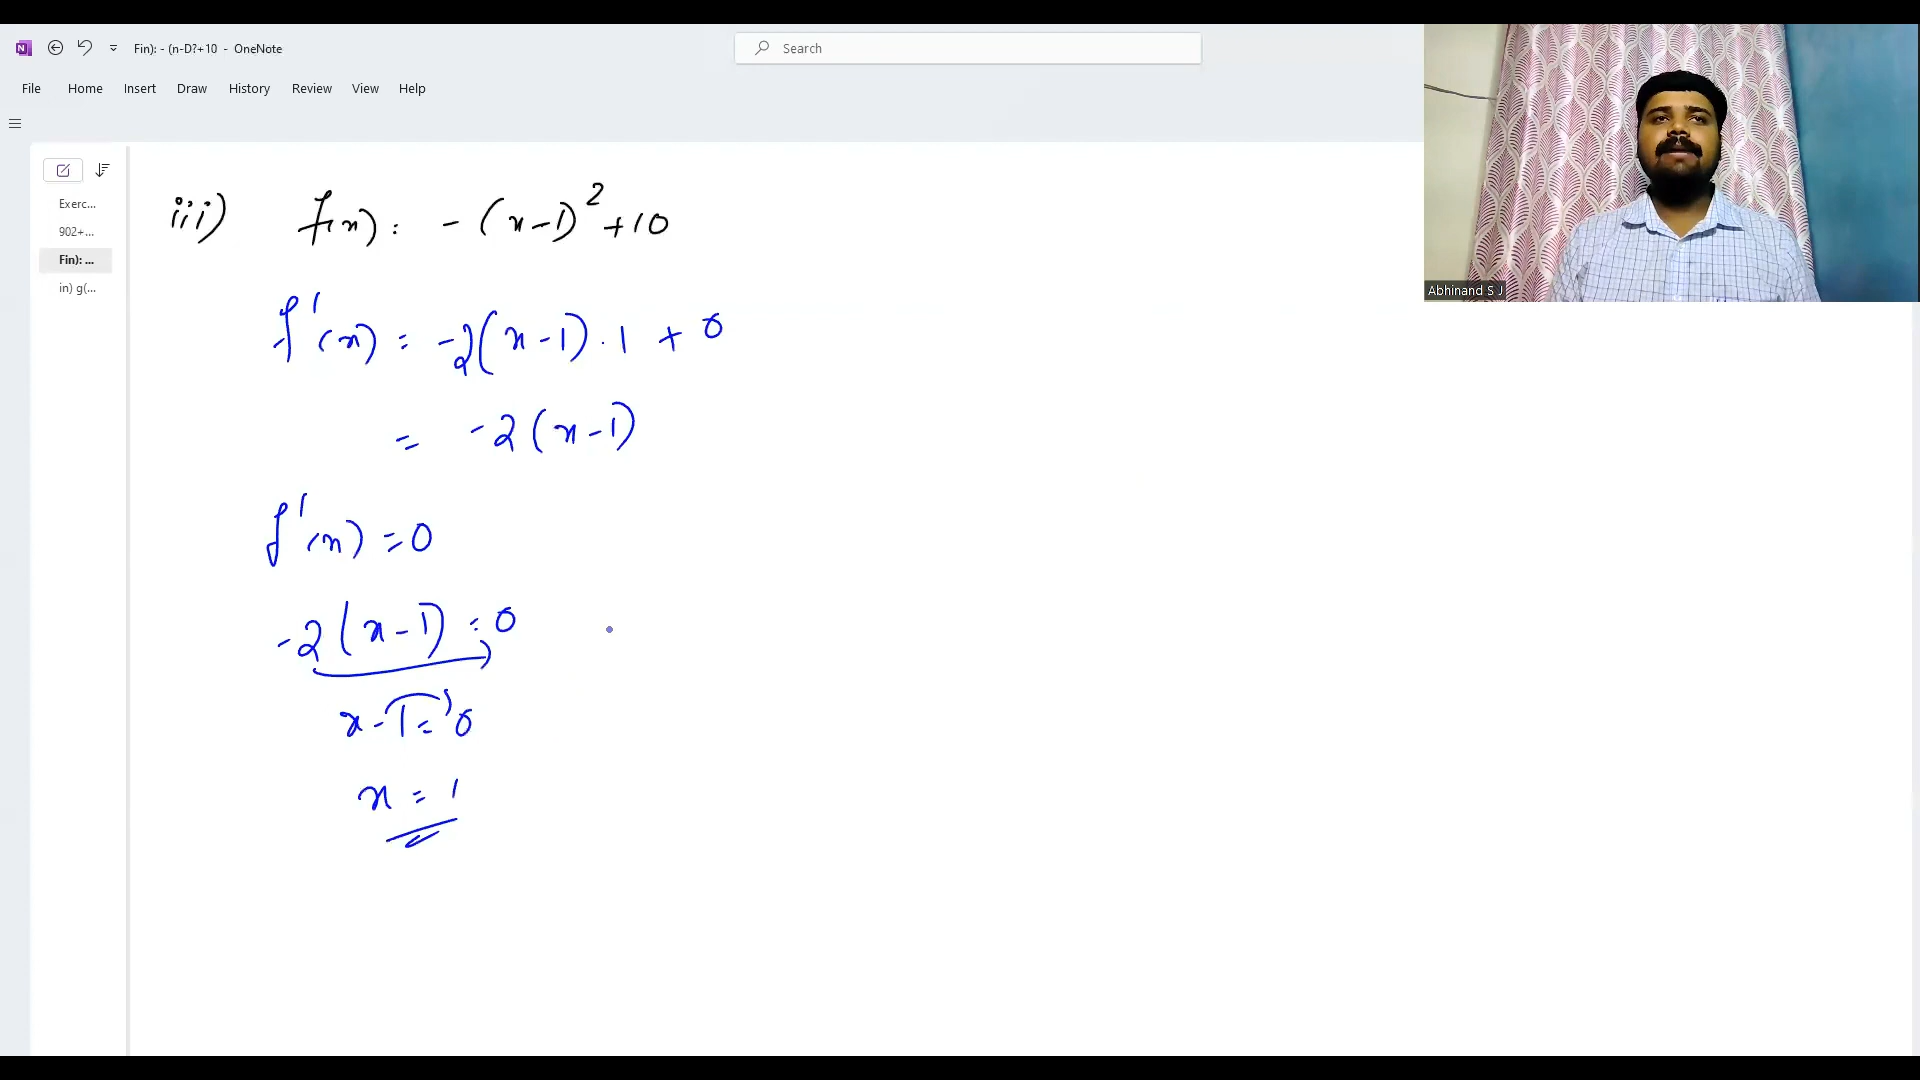 Fin): - (n-D?+10 - OneNote
Search
File Home Insert Draw History Review View Help
Exerc...
902+...
Fin): ...
in) g(...
iii) f(x) : -(x-1)² + 10
f'(x) = -2(x-1) . 1 + 0
= -2(x-1)
f'(x) = 0
-2(x-1) = 0
x-1 = 0
x = 1
Abhinand S J